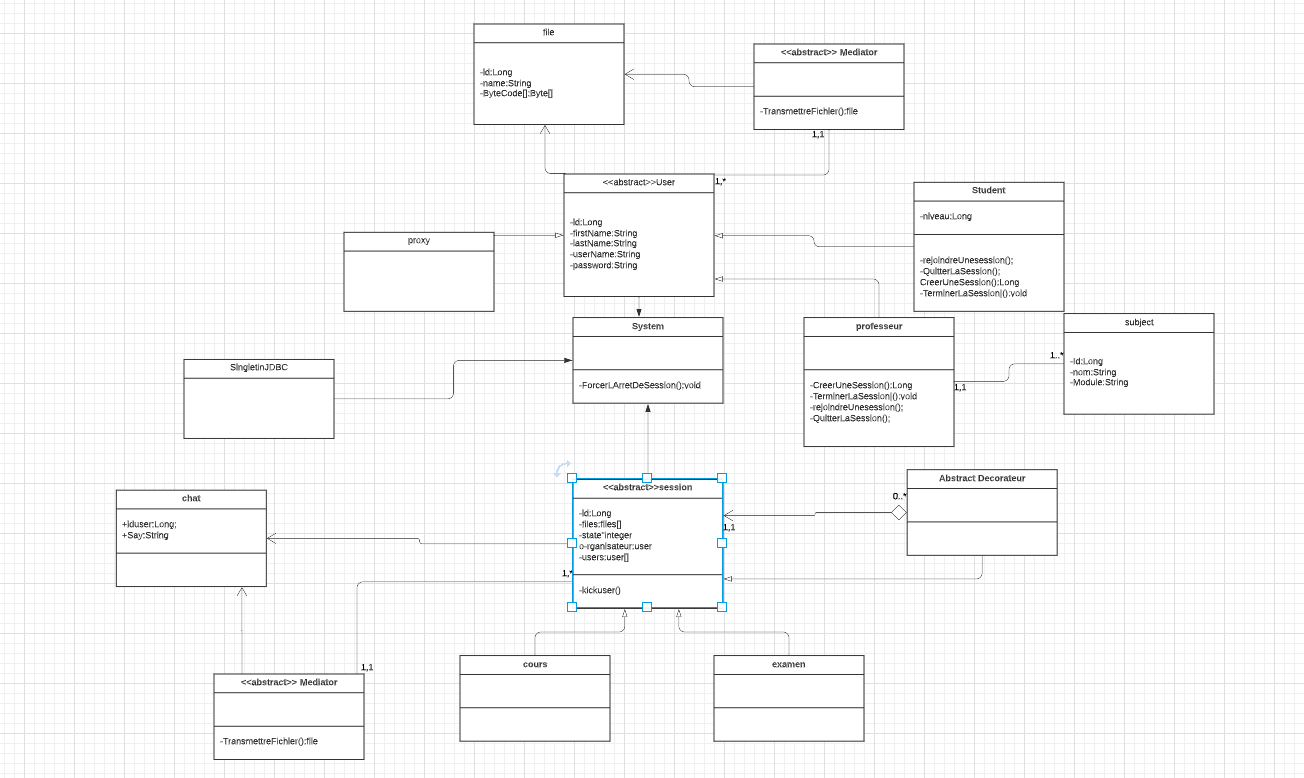 file
-Id:Long
-name:String
-ByteCode[]:Byte[]
<<abstract>> Mediator
-TransmettreFichier():file
1,1
<<abstract>>User
1,*
-Id:Long
-firstName:String
-lastName:String
-userName:String
-password:String
Student
-niveau:Long
-rejoindreUnesession();
-QuitterLaSession();
CreerUneSession():Long
-TerminerLaSession|():void
proxy
System
-ForcerLArretDeSession():void
professeur
-CreerUneSession():Long
-TerminerLaSession|():void
-rejoindreUnesession();
-QuitterLaSession();
1,1
1..*
subject
-Id:Long
-nom:String
-Module:String
SingletinJDBC
<<abstract>>session
-Id:Long
-files:files[]
-state"integer
o-rganisateur:user
-users:user[]
-kickuser()
1,1
1,*
Abstract Decorateur
0..*
chat
+iduser:Long;
+Say:String
1,1
<<abstract>> Mediator
-TransmettreFichier():file
cours
examen